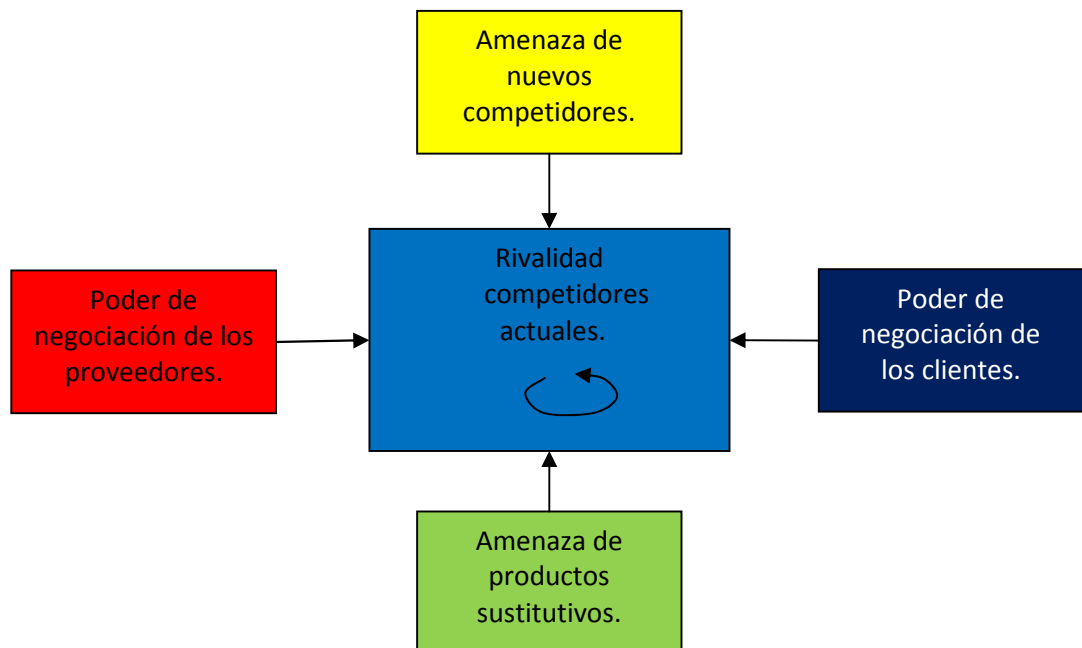 Amenaza de
nuevos
competidores.
Rivalidad
competidores
actuales.
Poder de
negociación de los
proveedores.
Poder de
negociación de
los clientes.
Amenaza de
productos
sustitutivos.